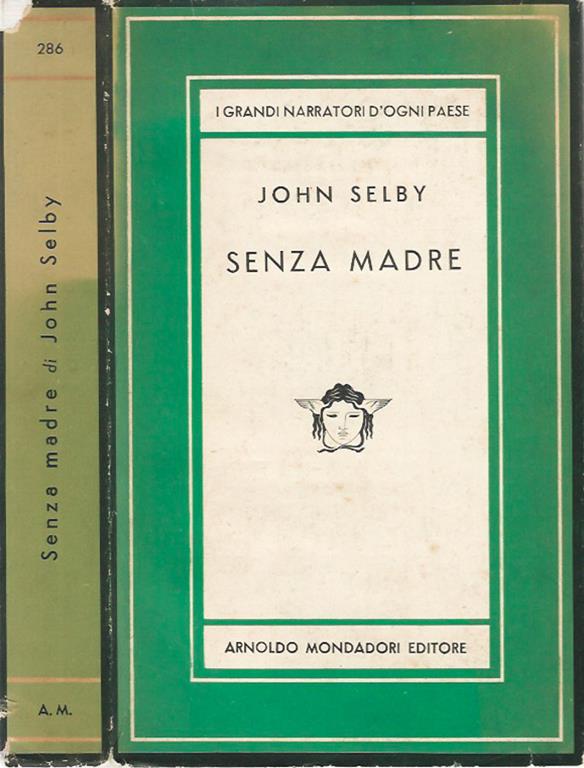 286
Senza madre di John Selby
A. M.
I GRANDI NARRATORI D'OGNI PAESE
JOHN SELBY
SENZA MADRE
ARNOLDO MONDADORI EDITORE